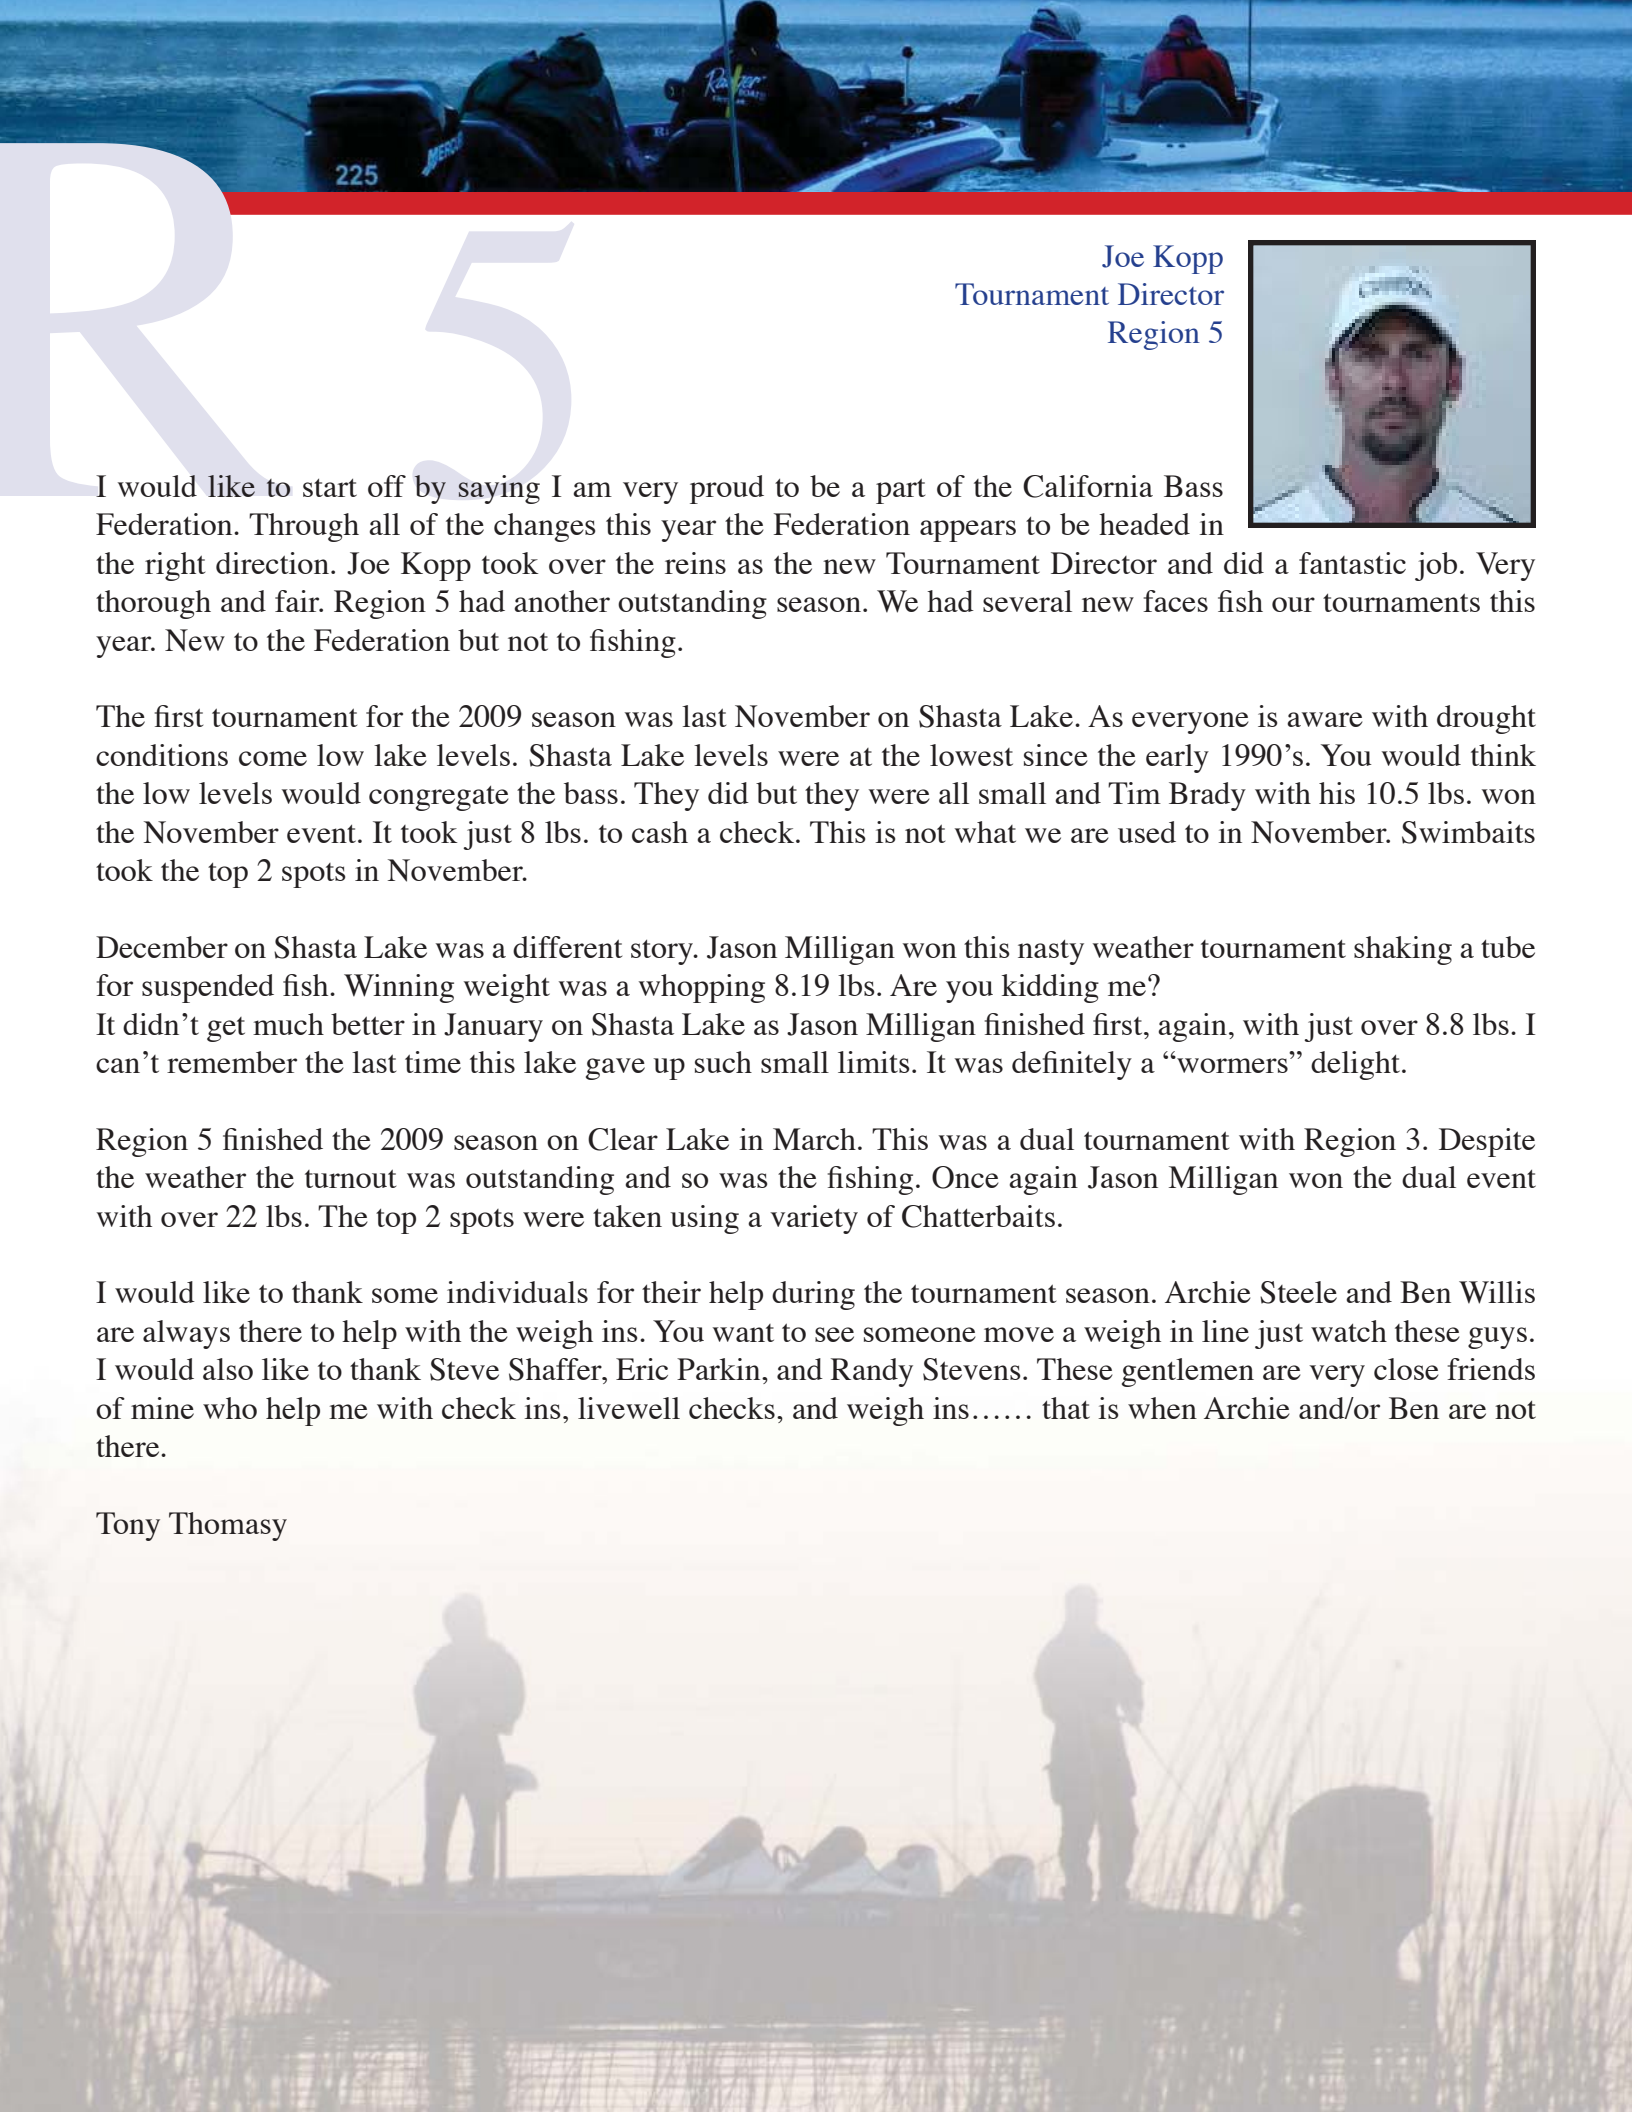 Ranger
BOATS
MERCURY
225
R 5
Joe Kopp
Tournament Director
Region 5
I would like to start off by saying I am very proud to be a part of the California Bass
Federation. Through all of the changes this year the Federation appears to be headed in
the right direction. Joe Kopp took over the reins as the new Tournament Director and did a fantastic job. Very
thorough and fair. Region 5 had another outstanding season. We had several new faces fish our tournaments this
year. New to the Federation but not to fishing.
The first tournament for the 2009 season was last November on Shasta Lake. As everyone is aware with drought
conditions come low lake levels. Shasta Lake levels were at the lowest since the early 1990’s. You would think
the low levels would congregate the bass. They did but they were all small and Tim Brady with his 10.5 lbs. won
the November event. It took just 8 lbs. to cash a check. This is not what we are used to in November. Swimbaits
took the top 2 spots in November.
December on Shasta Lake was a different story. Jason Milligan won this nasty weather tournament shaking a tube
for suspended fish. Winning weight was a whopping 8.19 lbs. Are you kidding me?
It didn’t get much better in January on Shasta Lake as Jason Milligan finished first, again, with just over 8.8 lbs. I
can’t remember the last time this lake gave up such small limits. It was definitely a “wormers” delight.
Region 5 finished the 2009 season on Clear Lake in March. This was a dual tournament with Region 3. Despite
the weather the turnout was outstanding and so was the fishing. Once again Jason Milligan won the dual event
with over 22 lbs. The top 2 spots were taken using a variety of Chatterbaits.
I would like to thank some individuals for their help during the tournament season. Archie Steele and Ben Willis
are always there to help with the weigh ins. You want to see someone move a weigh in line just watch these guys.
I would also like to thank Steve Shaffer, Eric Parkin, and Randy Stevens. These gentlemen are very close friends
of mine who help me with check ins, livewell checks, and weigh ins…… that is when Archie and/or Ben are not
there.
Tony Thomasy